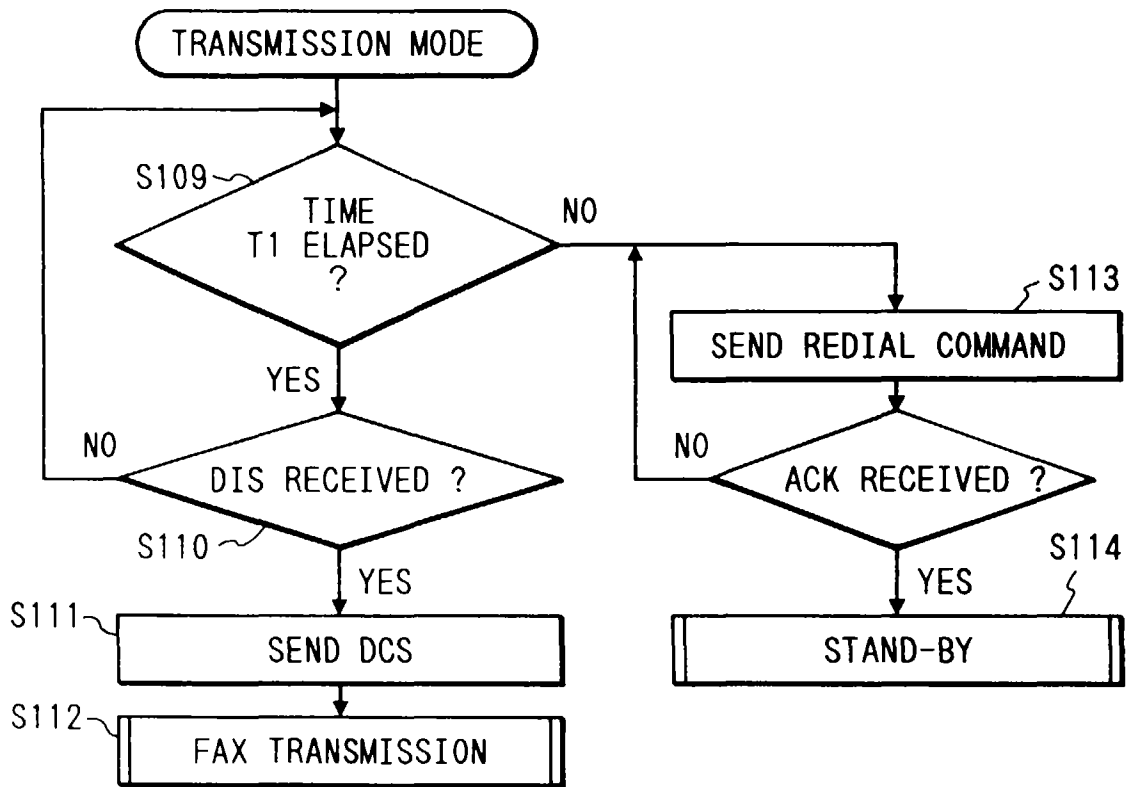 TRANSMISSION MODE
S109
TIME
T1 ELAPSED
?
NO
S113
SEND REDIAL COMMAND
YES
NO
DIS RECEIVED ?
S110
NO
ACK RECEIVED ?
S114
YES
YES
S111
SEND DCS
STAND-BY
S112
FAX TRANSMISSION